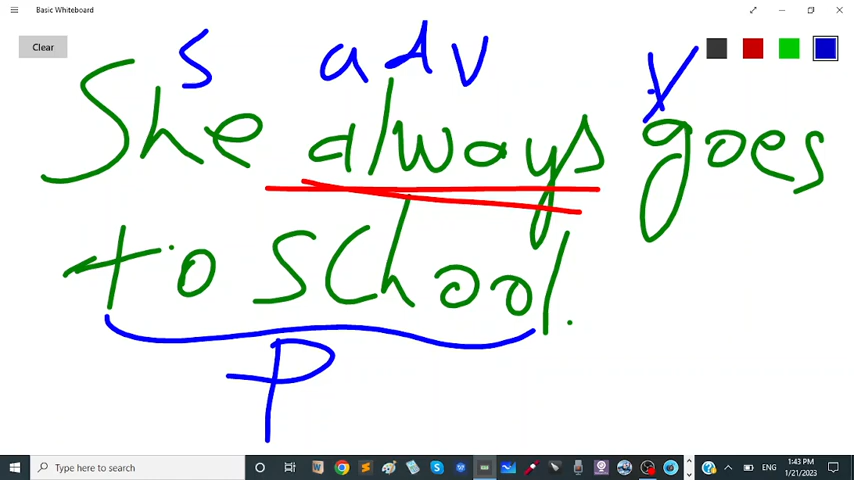 Basic Whiteboard
Clear
S adv V
She always goes
to school.
P
Type here to search
ENG
1:43 PM
1/21/2023